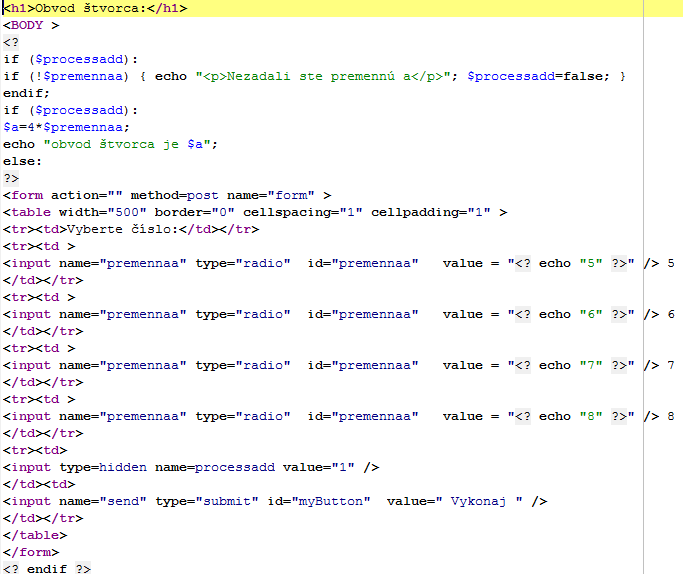 <h1>Obvod štvorca:</h1>
<BODY >
<?
if ($processadd):
if (!$premennaa) { echo "<p>Nezadali ste premennú a</p>"; $processadd=false; }
endif;
if ($processadd):
$a=4*$premennaa;
echo "obvod štvorca je $a";
else:
?>
<form action="" method=post name="form" >
<table width="500" border="0" cellspacing="1" cellpadding="1" >
<tr><td>Vyberte číslo:</td></tr>
<tr><td >
<input name="premennaa" type="radio"  id="premennaa"   value = "<? echo "5" ?>" /> 5
</td></tr>
<tr><td >
<input name="premennaa" type="radio"  id="premennaa"   value = "<? echo "6" ?>" /> 6
</td></tr>
<tr><td >
<input name="premennaa" type="radio"  id="premennaa"   value = "<? echo "7" ?>" /> 7
</td></tr>
<tr><td >
<input name="premennaa" type="radio"  id="premennaa"   value = "<? echo "8" ?>" /> 8
</td></tr>
<tr><td>
<input type=hidden name=processadd value="1" />
</td><td>
<input name="send" type="submit" id="myButton"  value=" Vykonaj " />
</td></tr>
</table>
</form>
<? endif ?>